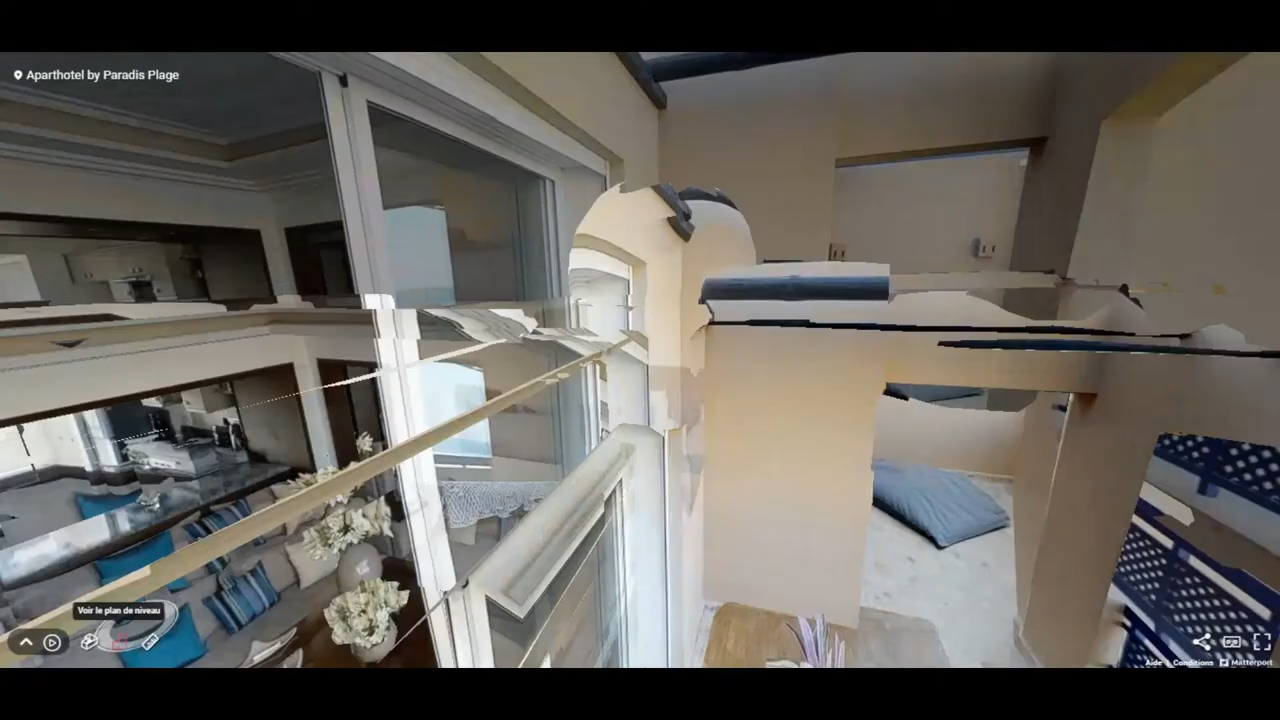 Aparthotel by Paradis Plage
Voir le plan de niveau
Aide | Conditions Matterport